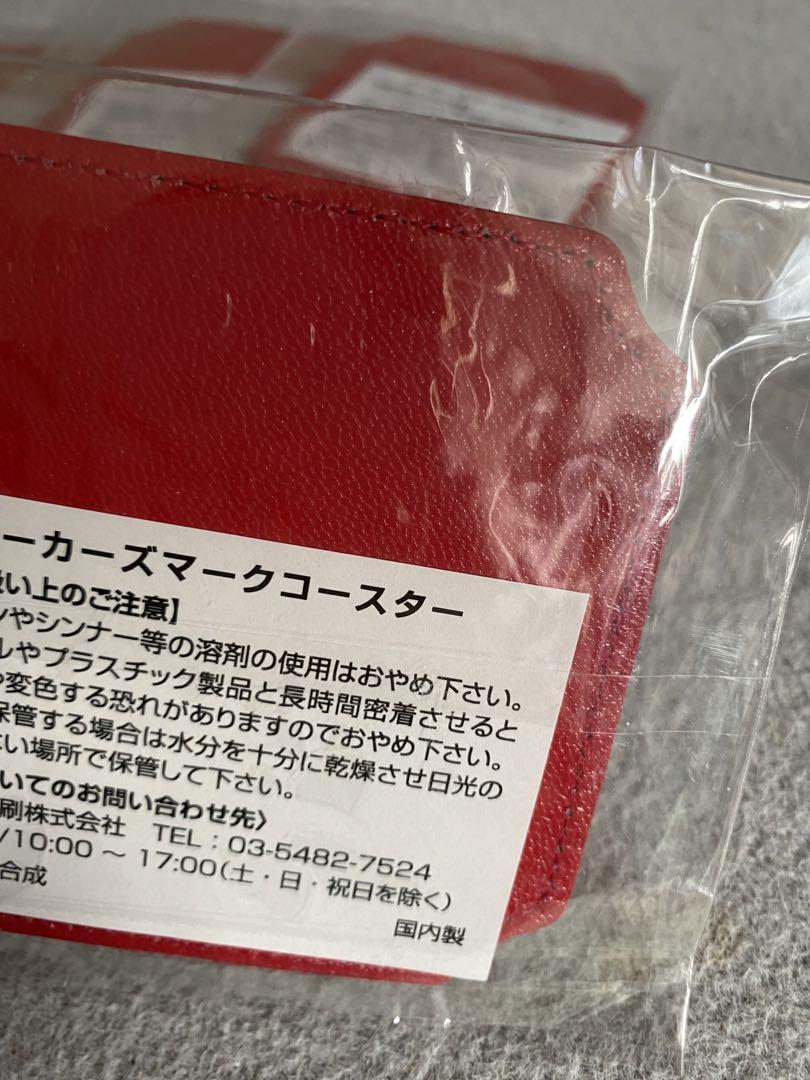 ーカーズマークコースター
い上のご注意】
ンやシンナー等の溶剤の使用はおやめ下さい。
ルやプラスチック製品と長時間密着させると
や変色する恐れがありますのでおやめ下さい。
保管する場合は水分を十分に乾燥させ日光の
ない場所で保管して下さい。
いてのお問い合わせ先〉
刷株式会社 TEL：03-5482-7524
/10:00 ～ 17:00(土・日・祝日を除く)
合成
国内製